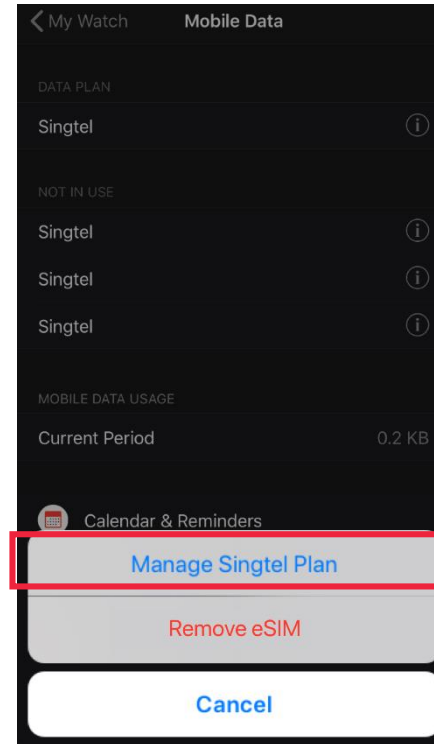 My Watch Mobile Data
DATA PLAN
Singtel
NOT IN USE
Singtel
Singtel
Singtel
MOBILE DATA USAGE
Current Period 0.2 KB
Calendar & Reminders
Manage Singtel Plan
Remove eSIM
Cancel